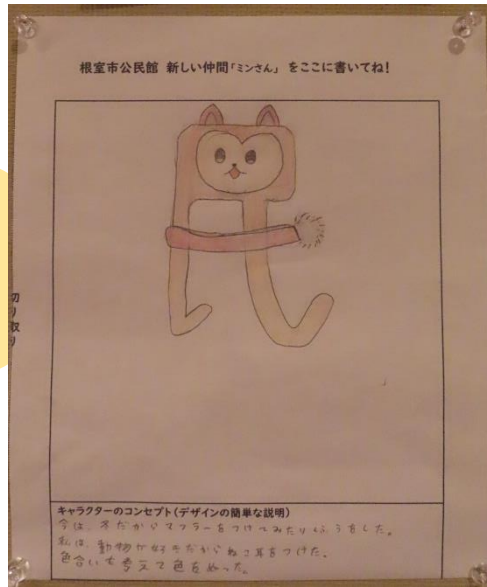 根室市公民館 新しい仲間「ミンさん」 をここに書いてね!
切り取り
キャラクターのコンセプト(デザインの簡単な説明)
今は、冬だからマフラーをつけてみたりくふうをした。
私は、動物が好きだからねこ耳をつけた。
色合いも考えて色をぬった。